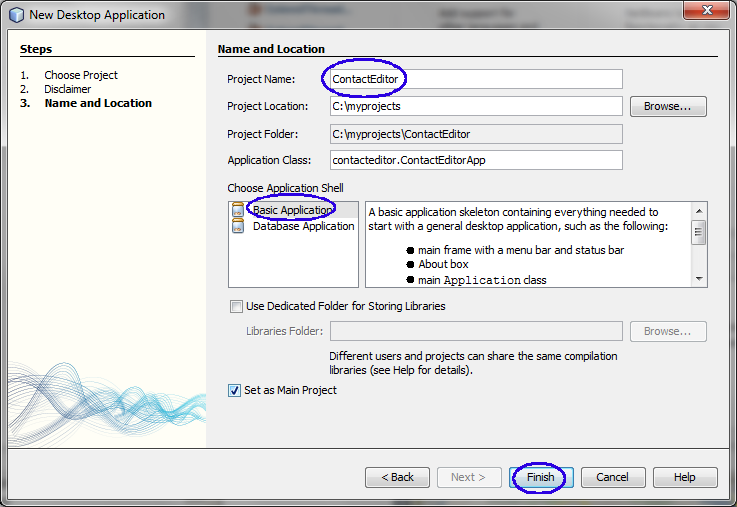 New Desktop Application
Steps
1. Choose Project
2. Disclaimer
3. Name and Location
Name and Location
Project Name: ContactEditor
Project Location: C:\myprojects Browse...
Project Folder: C:\myprojects\ContactEditor
Application Class: contacteditor.ContactEditorApp
Choose Application Shell
Basic Application
Database Application
A basic application skeleton containing everything needed to
start with a general desktop application, such as the following:
● main frame with a menu bar and status bar
● About box
● main Application class
Use Dedicated Folder for Storing Libraries
Libraries Folder: Browse...
Different users and projects can share the same compilation
libraries (see Help for details).
Set as Main Project
< Back Next > Finish Cancel Help